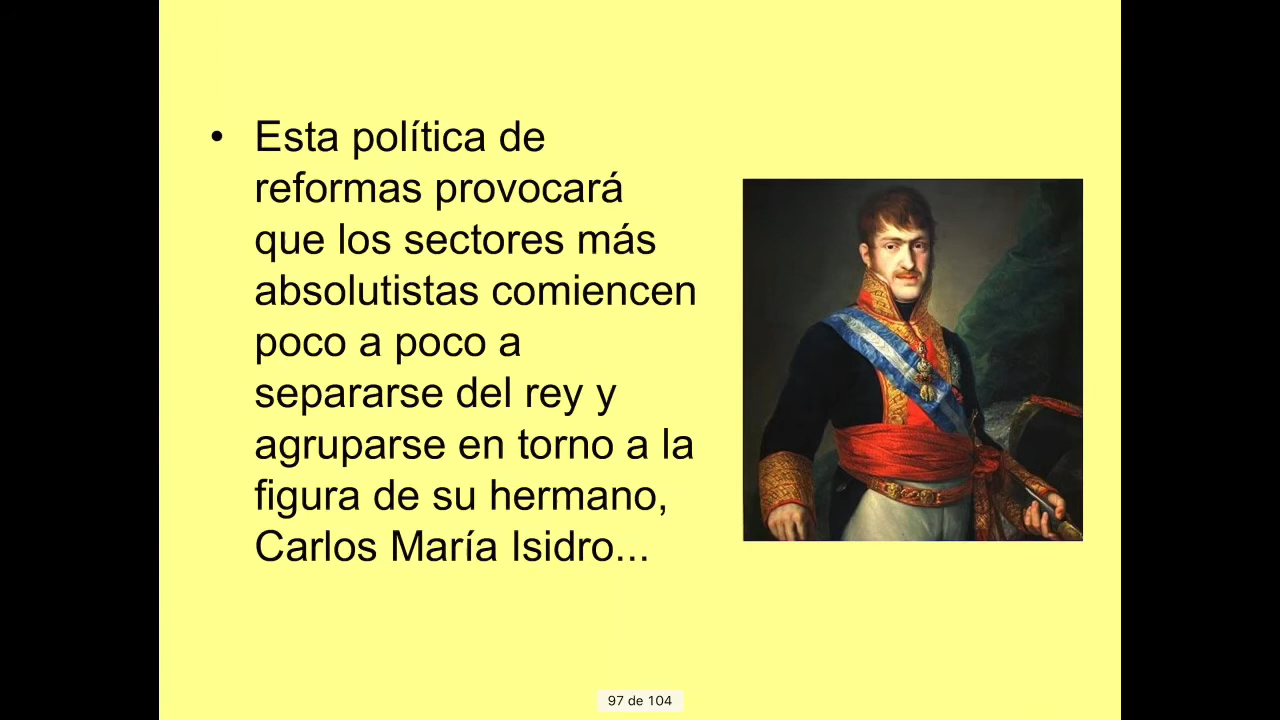 • Esta política de
reformas provocará
que los sectores más
absolutistas comiencen
poco a poco a
separarse del rey y
agruparse en torno a la
figura de su hermano,
Carlos María Isidro...
97 de 104